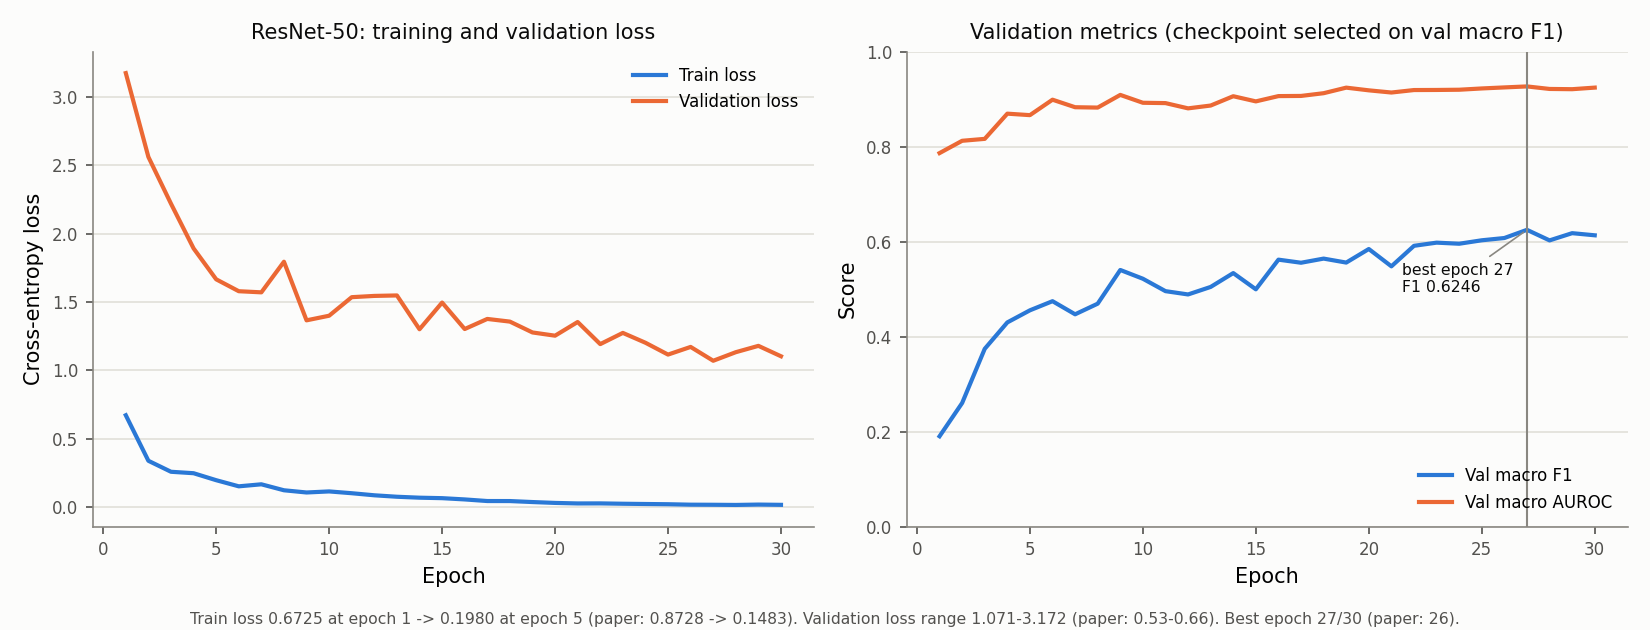 ResNet-50: training and validation loss
Train loss
Validation loss
3.0
2.5
2.0
1.5
1.0
0.5
0.0
Cross-entropy loss
0 5 10 15 20 25 30
Epoch
Validation metrics (checkpoint selected on val macro F1)
1.0
0.8
0.6
0.4
0.2
0.0
Score
best epoch 27
F1 0.6246
Val macro F1
Val macro AUROC
0 5 10 15 20 25 30
Epoch
Train loss 0.6725 at epoch 1 -> 0.1980 at epoch 5 (paper: 0.8728 -> 0.1483). Validation loss range 1.071-3.172 (paper: 0.53-0.66). Best epoch 27/30 (paper: 26).